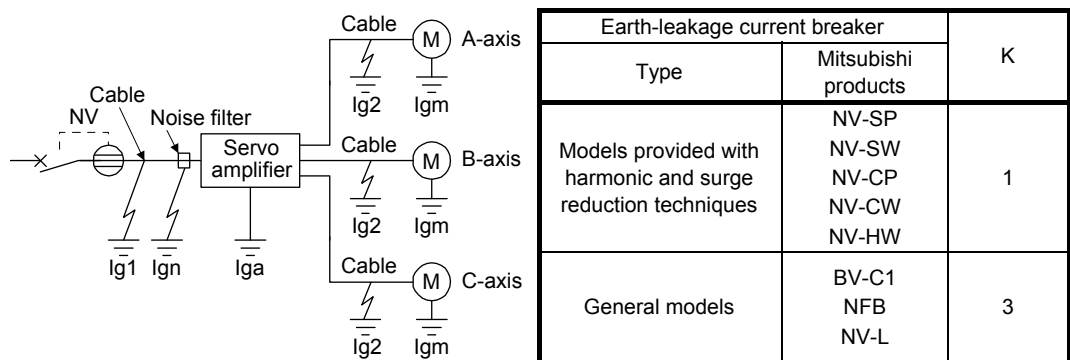 Cable
M A-axis
Ig2 Igm
Cable
NV Noise filter
Servo
amplifier
Cable
M B-axis
Ig2 Igm
Ig1 Ign Iga
Cable
M C-axis
Ig2 Igm
Earth-leakage current breaker
K
Type
Mitsubishi
products
Models provided with
harmonic and surge
reduction techniques
NV-SP
NV-SW
NV-CP
NV-CW
NV-HW
1
General models
BV-C1
NFB
NV-L
3